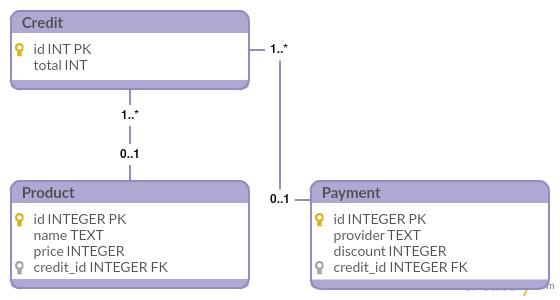 Credit
id INT PK
total INT
1..*
1..*
0..1
0..1
Product
id INTEGER PK
name TEXT
price INTEGER
credit_id INTEGER FK
Payment
id INTEGER PK
provider TEXT
discount INTEGER
credit_id INTEGER FK